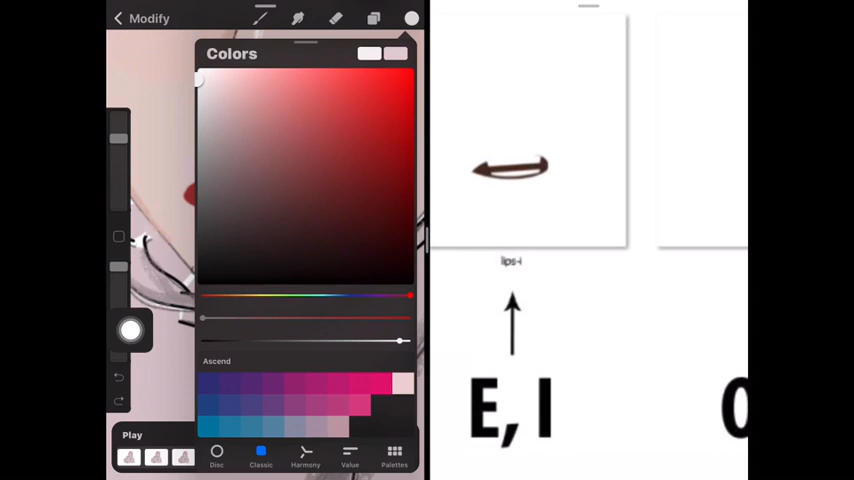 Modify
Colors
Ascend
Disc
Classic
Harmony
Value
Palettes
Play
lips-i
E, I
O